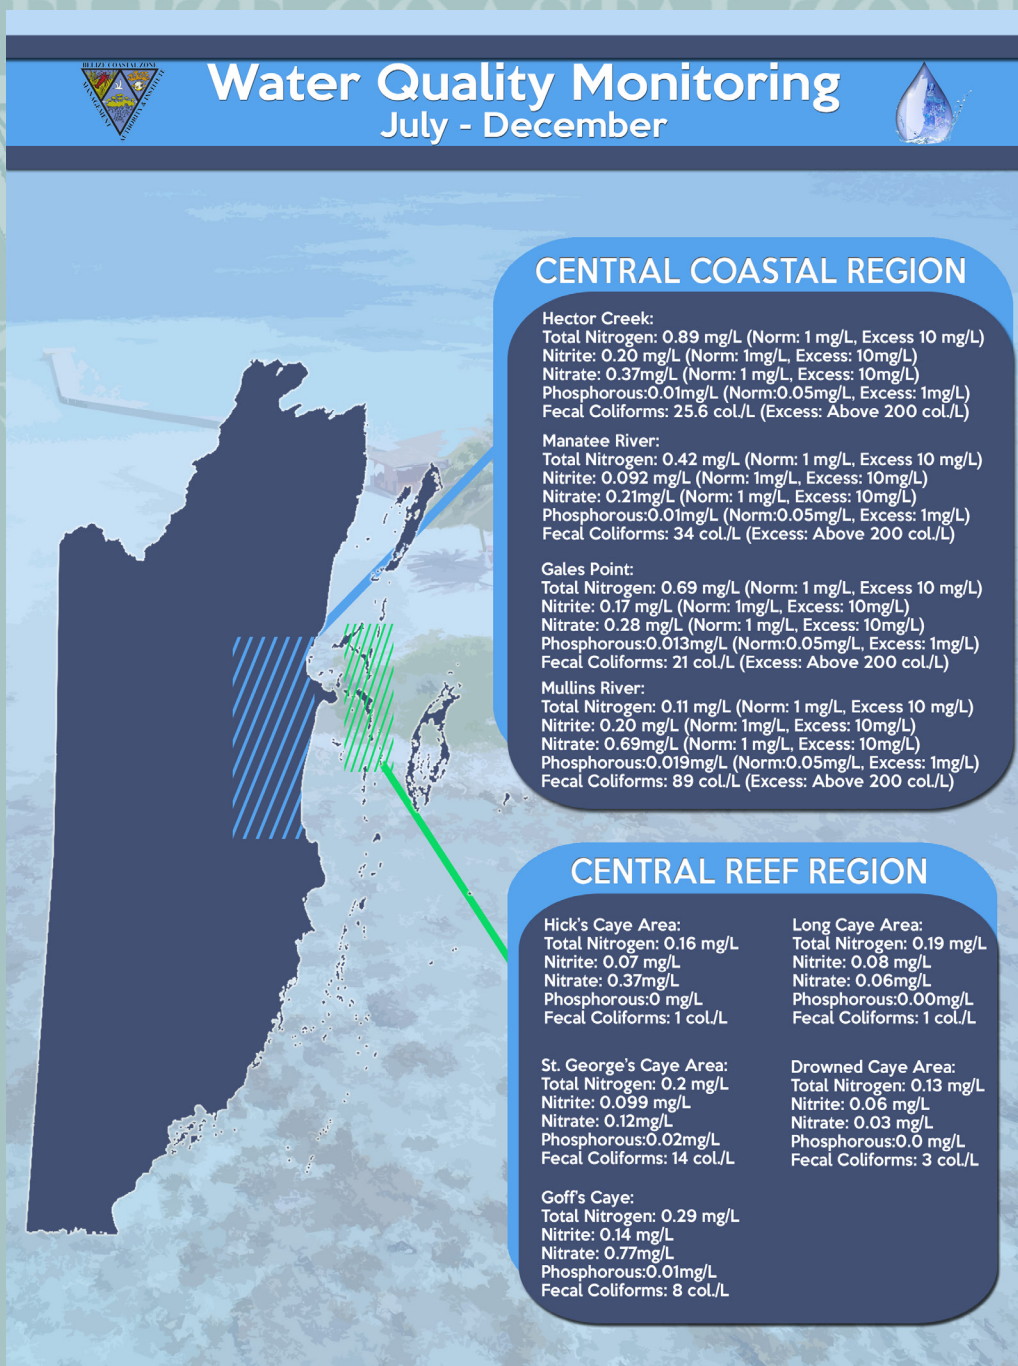 BELIZE COASTAL ZONE
MANAGEMENT
AUTHORITY & INSTITUTE
Water Quality Monitoring
July - December
CENTRAL COASTAL REGION
Hector Creek:
Total Nitrogen: 0.89 mg/L (Norm: 1 mg/L, Excess 10 mg/L)
Nitrite: 0.20 mg/L (Norm: 1mg/L, Excess: 10mg/L)
Nitrate: 0.37mg/L (Norm: 1 mg/L, Excess: 10mg/L)
Phosphorous:0.01mg/L (Norm:0.05mg/L, Excess: 1mg/L)
Fecal Coliforms: 25.6 col./L (Excess: Above 200 col./L)
Manatee River:
Total Nitrogen: 0.42 mg/L (Norm: 1 mg/L, Excess 10 mg/L)
Nitrite: 0.092 mg/L (Norm: 1mg/L, Excess: 10mg/L)
Nitrate: 0.21mg/L (Norm: 1 mg/L, Excess: 10mg/L)
Phosphorous:0.01mg/L (Norm:0.05mg/L, Excess: 1mg/L)
Fecal Coliforms: 34 col./L (Excess: Above 200 col./L)
Gales Point:
Total Nitrogen: 0.69 mg/L (Norm: 1 mg/L, Excess 10 mg/L)
Nitrite: 0.17 mg/L (Norm: 1mg/L, Excess: 10mg/L)
Nitrate: 0.28 mg/L (Norm: 1 mg/L, Excess: 10mg/L)
Phosphorous:0.013mg/L (Norm:0.05mg/L, Excess: 1mg/L)
Fecal Coliforms: 21 col./L (Excess: Above 200 col./L)
Mullins River:
Total Nitrogen: 0.11 mg/L (Norm: 1 mg/L, Excess 10 mg/L)
Nitrite: 0.20 mg/L (Norm: 1mg/L, Excess: 10mg/L)
Nitrate: 0.69mg/L (Norm: 1 mg/L, Excess: 10mg/L)
Phosphorous:0.019mg/L (Norm:0.05mg/L, Excess: 1mg/L)
Fecal Coliforms: 89 col./L (Excess: Above 200 col./L)
CENTRAL REEF REGION
Hick's Caye Area:
Total Nitrogen: 0.16 mg/L
Nitrite: 0.07 mg/L
Nitrate: 0.37mg/L
Phosphorous:0 mg/L
Fecal Coliforms: 1 col./L
Long Caye Area:
Total Nitrogen: 0.19 mg/L
Nitrite: 0.08 mg/L
Nitrate: 0.06mg/L
Phosphorous:0.00mg/L
Fecal Coliforms: 1 col./L
St. George's Caye Area:
Total Nitrogen: 0.2 mg/L
Nitrite: 0.099 mg/L
Nitrate: 0.12mg/L
Phosphorous:0.02mg/L
Fecal Coliforms: 14 col./L
Drowned Caye Area:
Total Nitrogen: 0.13 mg/L
Nitrite: 0.06 mg/L
Nitrate: 0.03 mg/L
Phosphorous:0.0 mg/L
Fecal Coliforms: 3 col./L
Goff's Caye:
Total Nitrogen: 0.29 mg/L
Nitrite: 0.14 mg/L
Nitrate: 0.77mg/L
Phosphorous:0.01mg/L
Fecal Coliforms: 8 col./L